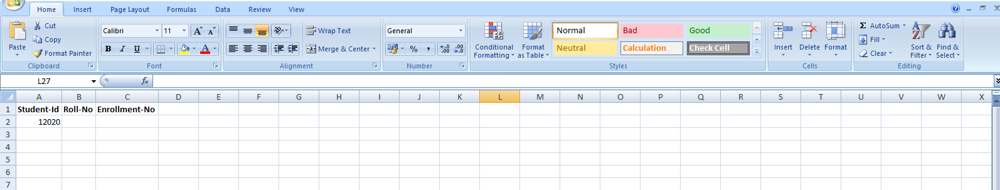 Home Insert Page Layout Formulas Data Review View
Cut Calibri 11 A A Wrap Text General Normal Bad Good Σ AutoSum
Copy Paste Conditional Formatting Format as Table Insert Delete Format Fill Sort & Filter Find & Select
Format Painter B I U A Merge & Center % , .00 .0 Neutral Calculation Check Cell Clear
Clipboard Font Alignment Number Styles Cells Editing
L27 fx
A B C D E F G H I J K L M N O P Q R S T U V W X
1 Student-Id Roll-No Enrollment-No
2 12020
3
4
5
6
7